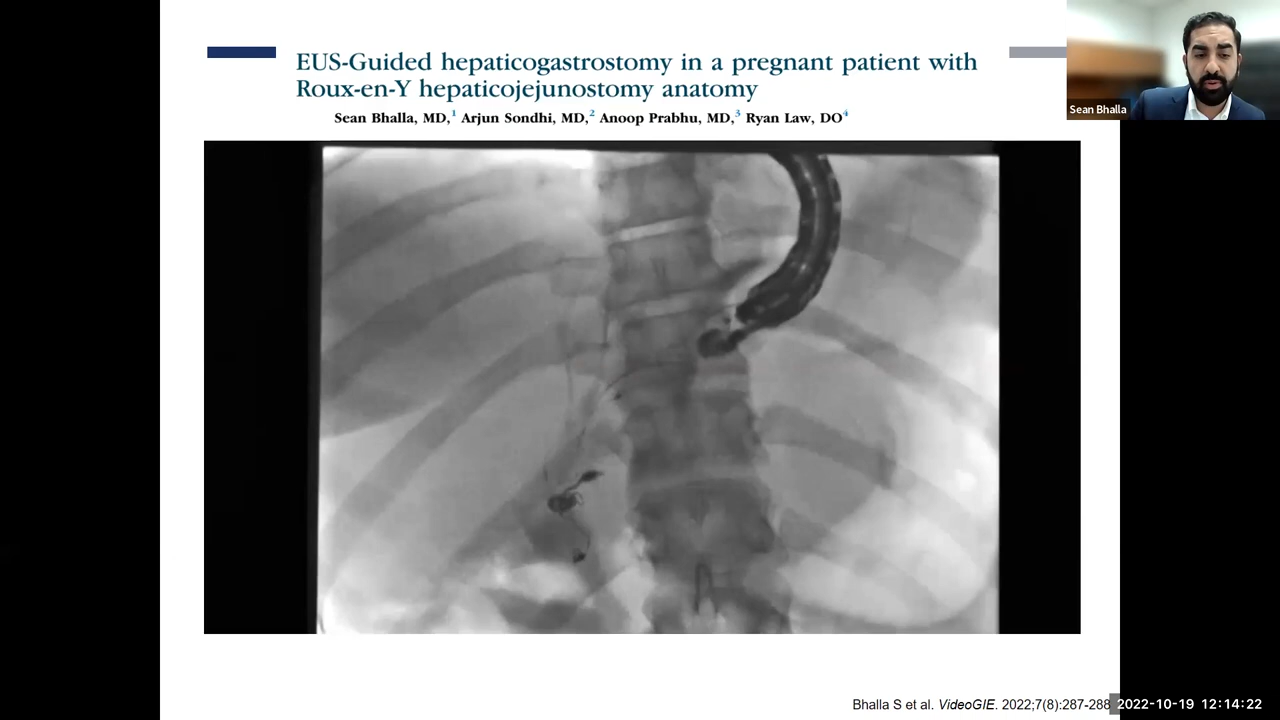 EUS-Guided hepaticogastrostomy in a pregnant patient with
Roux-en-Y hepaticojejunostomy anatomy
Sean Bhalla, MD,1 Arjun Sondhi, MD,2 Anoop Prabhu, MD,3 Ryan Law, DO4
Sean Bhalla
Bhalla S et al. VideoGIE. 2022;7(8):287-288
2022-10-19 12:14:22